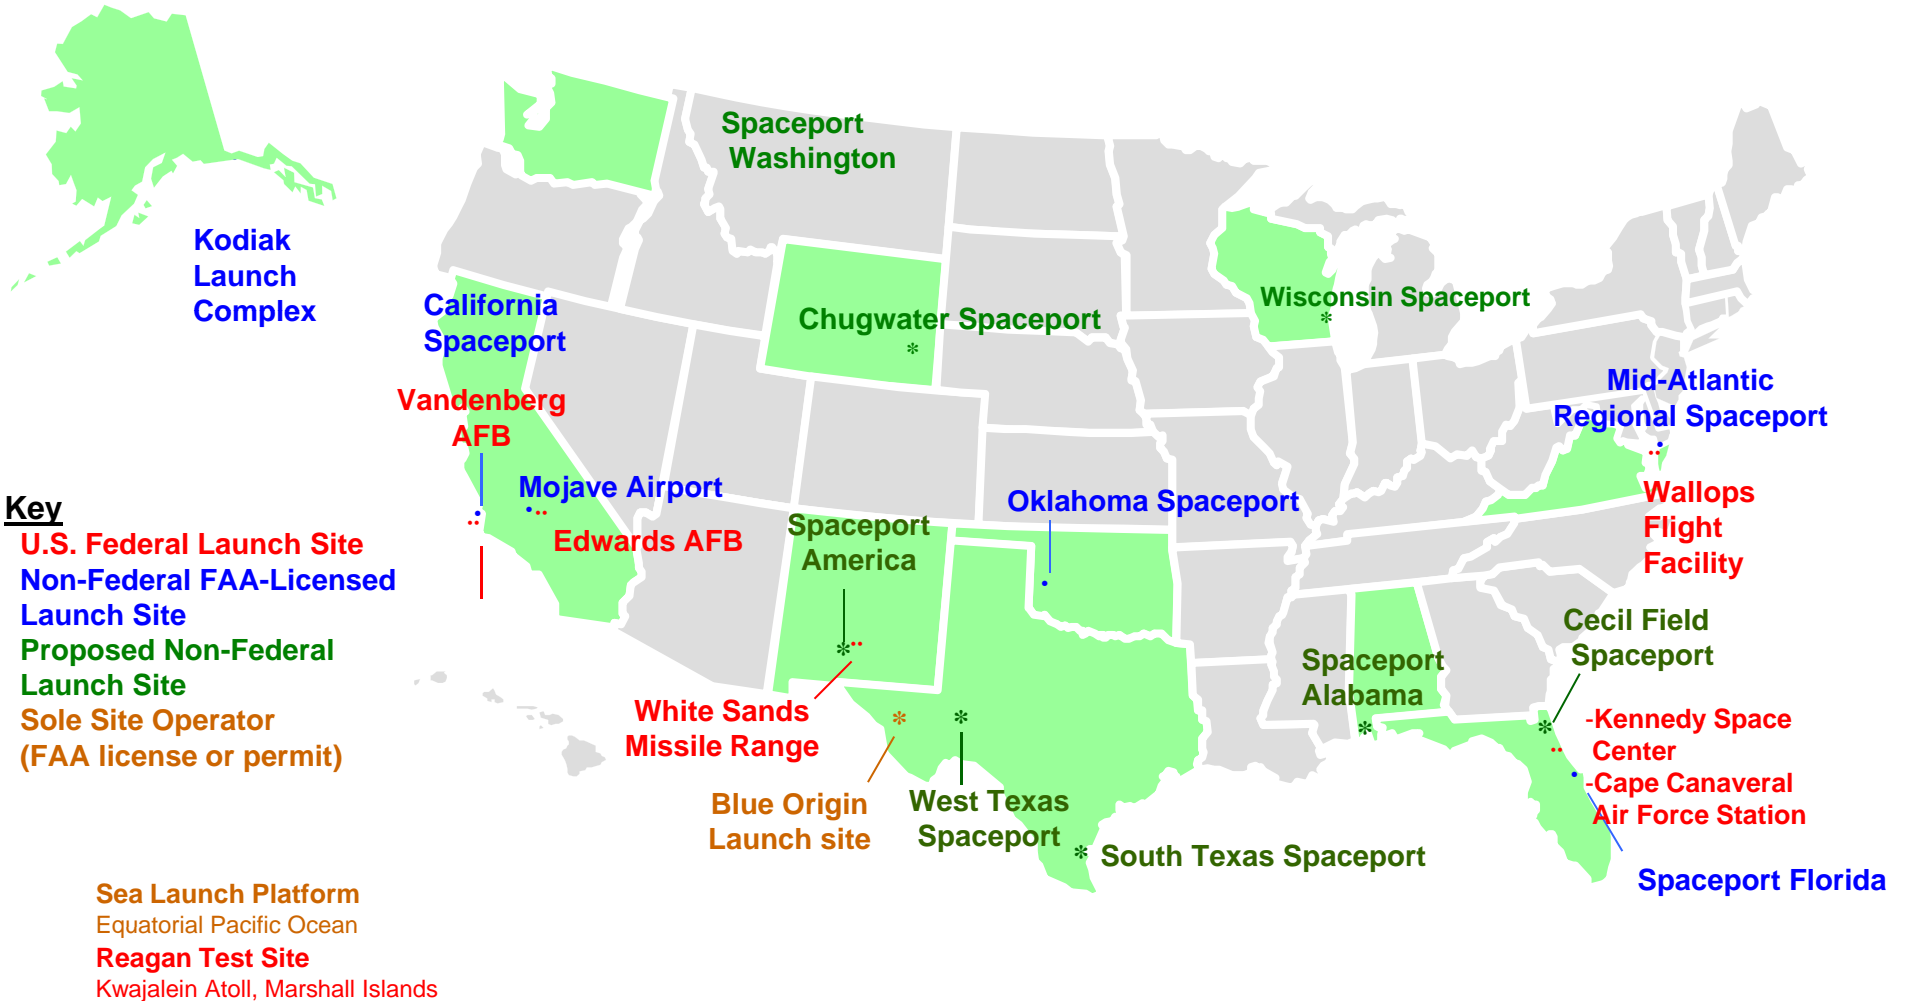 Spaceport
Washington
Kodiak
Launch
Complex
California
Spaceport
Chugwater Spaceport
Wisconsin Spaceport
Vandenberg
AFB
Mid-Atlantic
Regional Spaceport
Mojave Airport
Edwards AFB
Spaceport
America
Oklahoma Spaceport
Wallops
Flight
Facility
Key
U.S. Federal Launch Site
Non-Federal FAA-Licensed
Launch Site
Proposed Non-Federal
Launch Site
Sole Site Operator
(FAA license or permit)
Cecil Field
Spaceport
Spaceport
Alabama
White Sands
Missile Range
-Kennedy Space
Center
-Cape Canaveral
Air Force Station
Blue Origin
Launch site
West Texas
Spaceport
South Texas Spaceport
Spaceport Florida
Sea Launch Platform
Equatorial Pacific Ocean
Reagan Test Site
Kwajalein Atoll, Marshall Islands